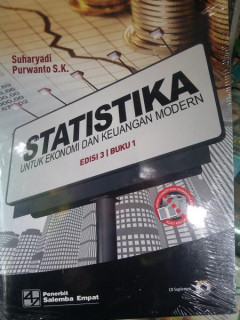 Suharyadi
Purwanto S.K.
STATISTIKA
UNTUK EKONOMI DAN KEUANGAN MODERN
EDISI 3 | BUKU 1
Penerbit
Salemba Empat